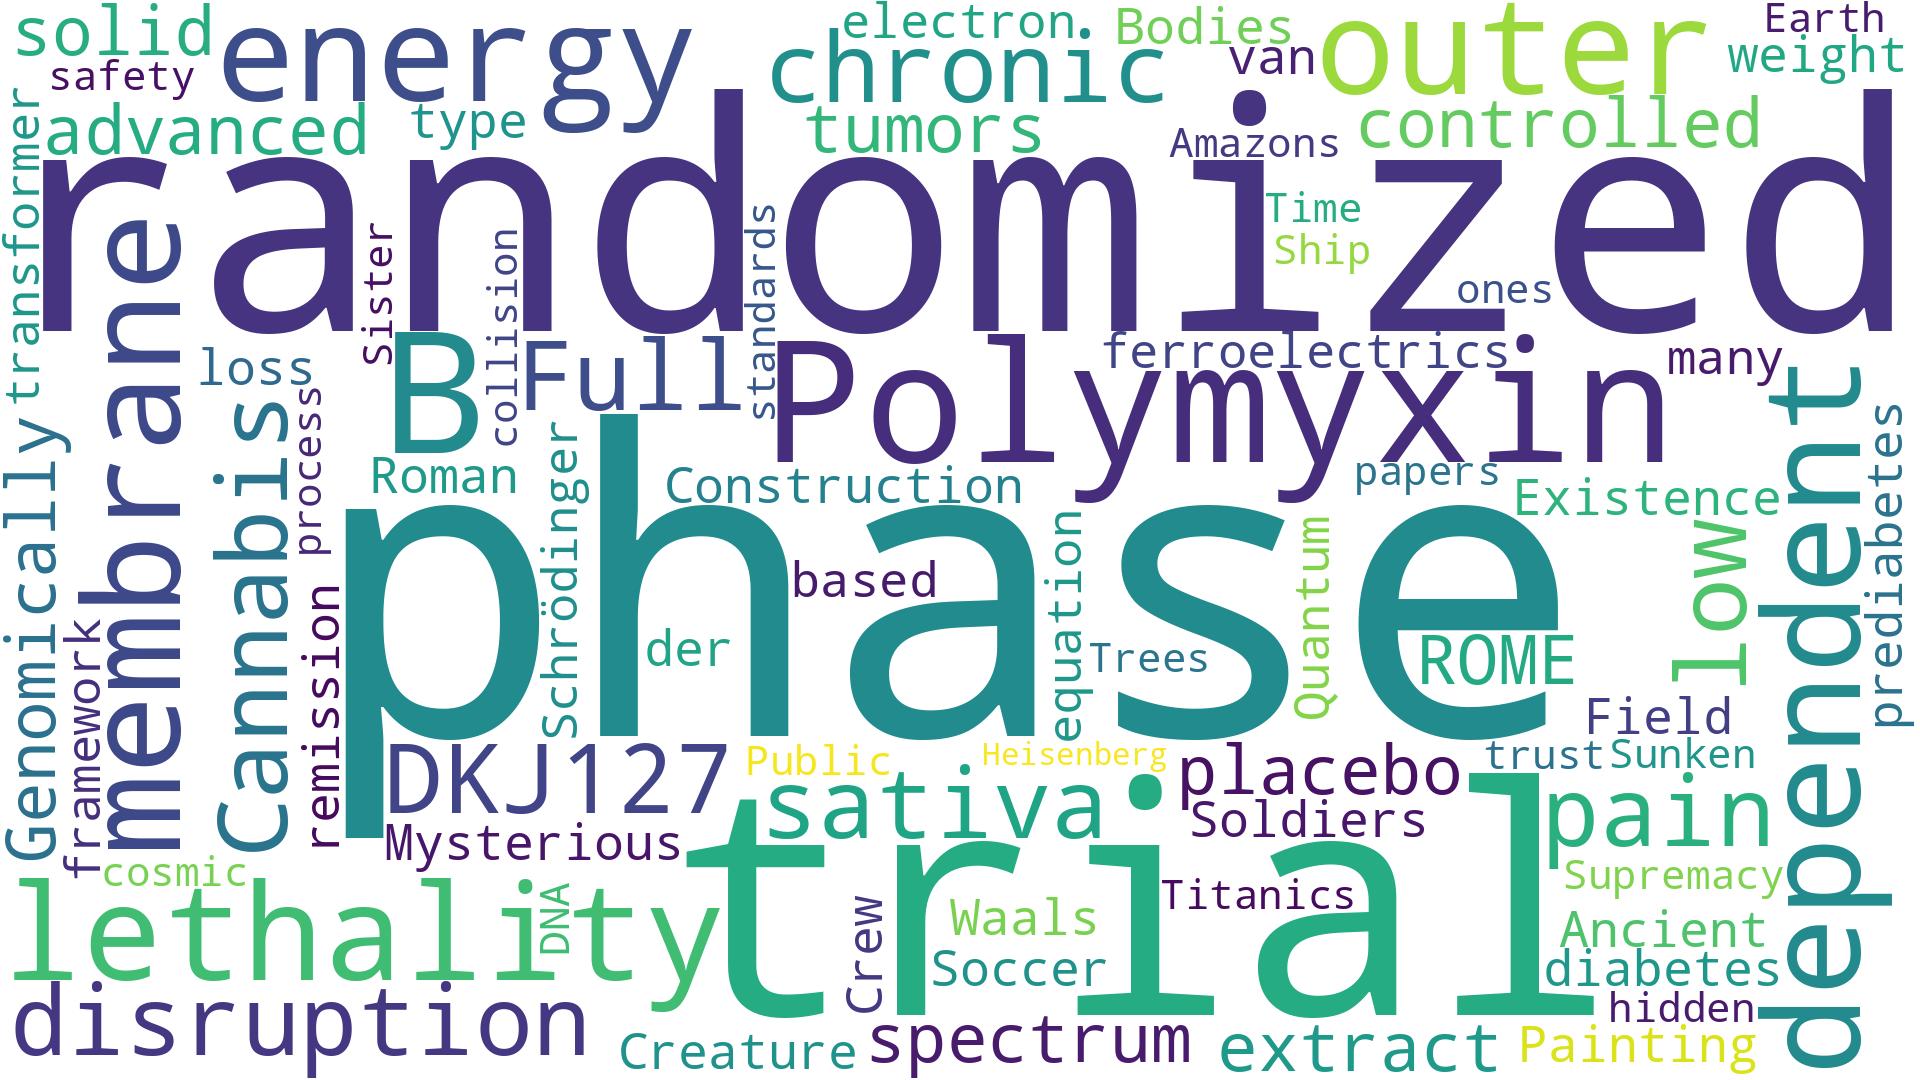 solid
energy
electron
chronic
Bodies
van
outer
Earth
weight
safety
advanced
type
tumors
Amazons
controlled
transformer
randomized
Time
Ship
ones
Sister
collision
standards
membrane
loss
B
Full
Polymyxin
ferroelectrics
many
dependent
process
Cannabis
Roman
Schrödinger
Construction
papers
Existence
prediabetes
Genomically
phase
based
equation
Quantum
low
der
Trees
ROME
remission
framework
Field
DKJ127
Public
Heisenberg
placebo
trust
Sunken
sativa
pain
Soldiers
Mysterious
trial
cosmic
Supremacy
lethality
DNA
Crew
Waals
Titanics
Ancient
Soccer
diabetes
disruption
hidden
Creature
spectrum
extract
Painting